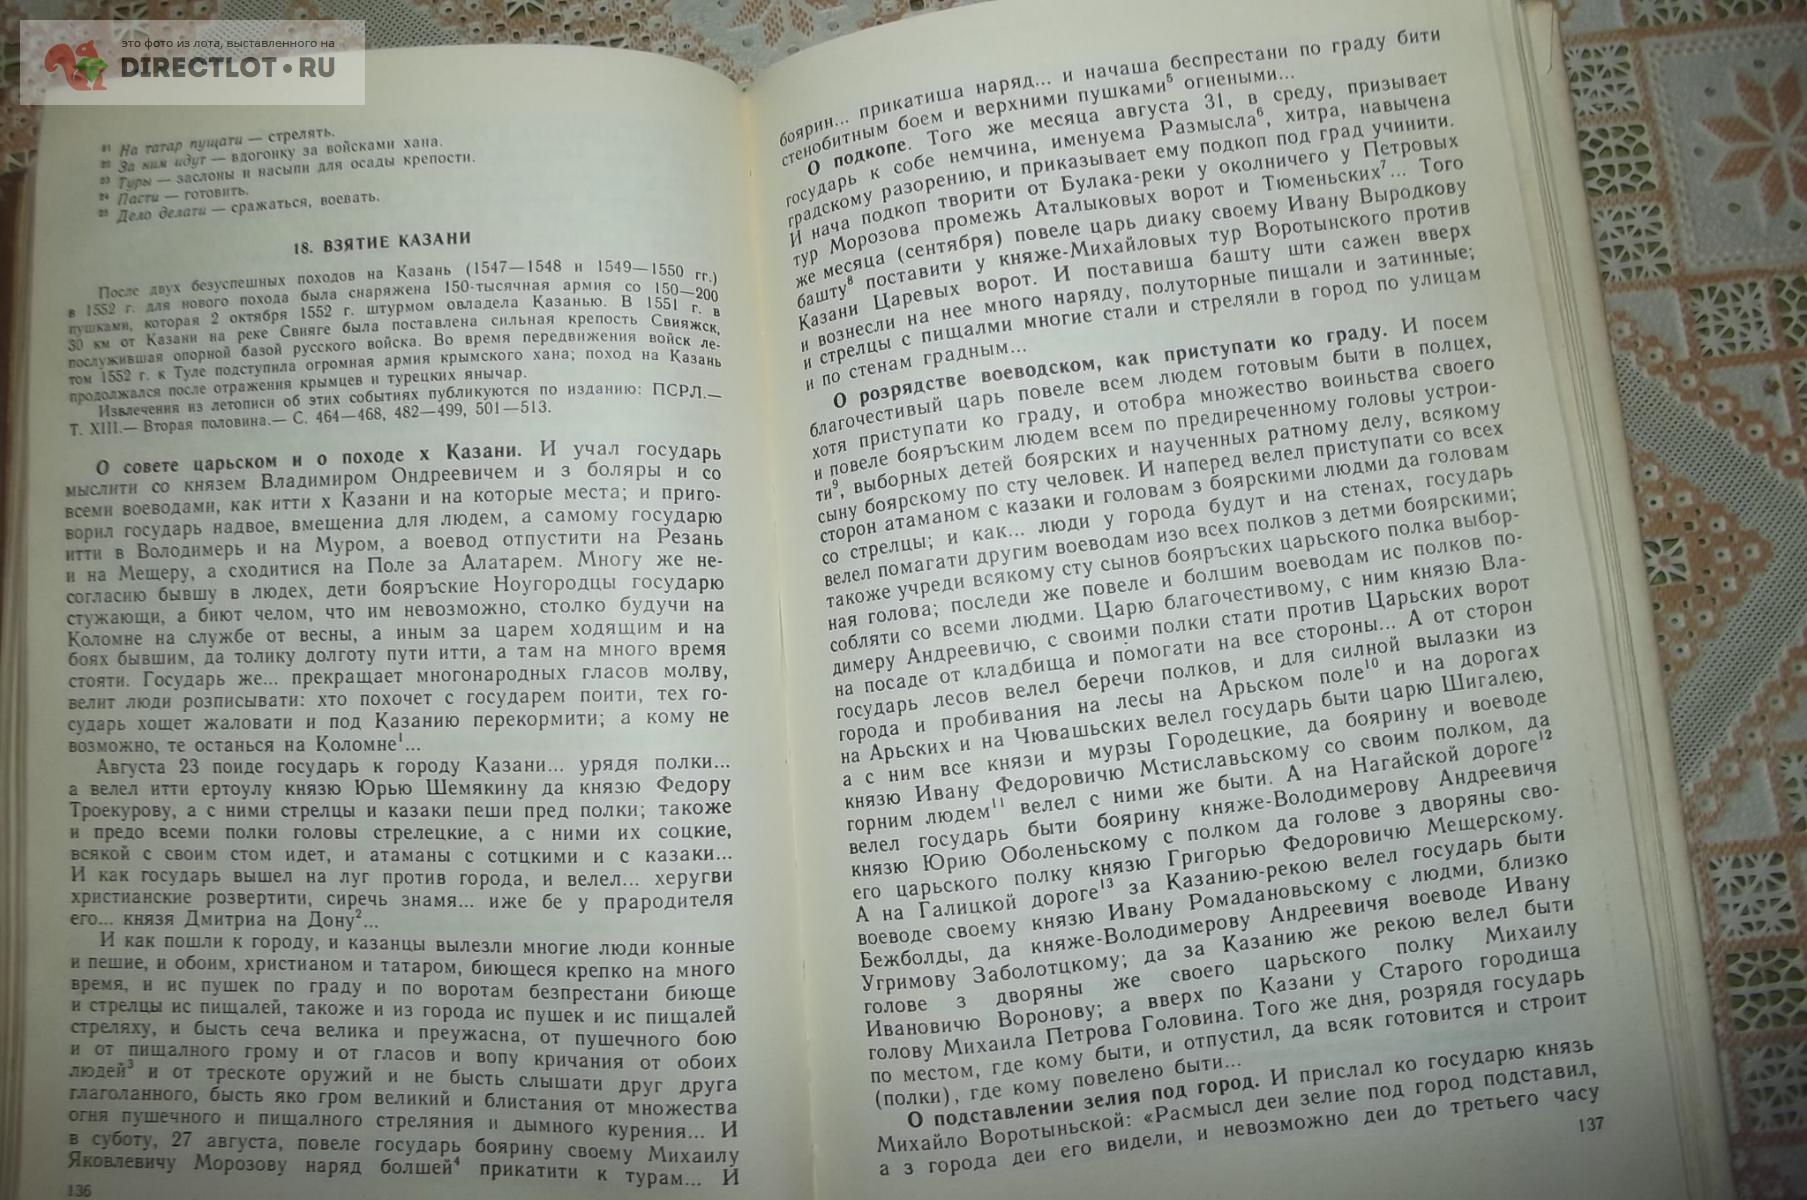 это фото из лота, выставленного на
DIRECTLOT.RU
²¹ На татар пущати — стрелять.
²² За ним идут — вдогонку за войсками хана.
²³ Туры — заслоны и насыпи для осады крепости.
²⁴ Пасти — готовить.
²⁵ Дело делати — сражаться, воевать.
18. ВЗЯТИЕ КАЗАНИ
После двух безуспешных походов на Казань (1547—1548 и 1549—1550 гг.)
в 1552 г. для нового похода была снаряжена 150-тысячная армия со 150—200
пушками, которая 2 октября 1552 г. штурмом овладела Казанью. В 1551 г. в
30 км от Казани на реке Свияге была поставлена сильная крепость Свияжск,
послужившая опорной базой русского войска. Во время передвижения войск ле-
том 1552 г. к Туле подступила огромная армия крымского хана; поход на Казань
продолжался после отражения крымцев и турецких янычар.
Извлечения из летописи об этих событиях публикуются по изданию: ПСРЛ.—
Т. XIII.— Вторая половина.— С. 464—468, 482—499, 501—513.
О совете царьском и о походе х Казани. И учал государь
мыслити со князем Владимиром Ондреевичем и з боляры и со
всеми воеводами, как итти х Казани и на которые места; и приго-
ворил государь надвое, вмещениа для людем, а самому государю
итти в Володимерь и на Муром, а воевод отпустити на Резань
и на Мещеру, а сходитися на Поле за Алатарем. Многу же не-
согласию бывшу в людех, дети бояръские Ноугородцы государю
стужающи, а биют челом, что им невозможно, столко будучи на
Коломне на службе от весны, а иным за царем ходящим и на
боях бывшим, да толику долготу пути итти, а там на много время
стояти. Государь же... прекращает многонародных гласов молву,
велит люди розписывати: хто похочет с государем поити, тех го-
сударь хощет жаловати и под Казанию перекормити; а кому не
возможно, те останься на Коломне¹...
Августа 23 поиде государь к городу Казани... урядя полки...
а велел итти ертоулу князю Юрью Шемякину да князю Федору
Троекурову, а с ними стрелцы и казаки пеши пред полки; такоже
и предо всеми полки головы стрелецкие, а с ними их соцкие,
всякой с своим стом идет, и атаманы с сотцкими и с казаки...
И как государь вышел на луг против города, и велел... херугви
христианские розвертити, сиречь знамя... иже бе у прародителя
его... князя Дмитриа на Дону²...
И как пошли к городу, и казанцы вылезли многие люди конные
и пешие, и обоим, христианом и татаром, биющеся крепко на много
время, и ис пушек по граду и по воротам безпрестани биюще
и стрелцы ис пищалей, такоже и из города ис пушек и ис пищалей
стреляху, и бысть сеча велика и преужасна, от пушечного бою
и от пищалного грому и от гласов и вопу кричания от обоих
людей³ и от трескоте оружий и не бысть слышати друг друга
глаголанного, бысть яко гром великий и блистания от множества
огня пушечного и пищалного стреляния и дымного курения... И
в суботу, 27 августа, повеле государь боярину своему Михаилу
Яковлевичу Морозову наряд болшей⁴ прикатити к турам... И
136
боярин... прикатиша наряд... и начаша беспрестани по граду бити
стенобитным боем и верхними пушками⁵ огнеными...
О подкопе. Того же месяца августа 31, в среду, призывает
государь к собе немчина, именуема Размысла⁶, хитра, навычена
градскому разорению, и приказывает ему подкоп под град учинити.
И нача подкоп творити от Булака-реки у околничего у Петровых
тур Морозова промежь Аталыковых ворот и Тюменьских⁷... Того
же месяца (сентября) повеле царь диаку своему Ивану Выродкову
башту⁸ поставити у княже-Михайловых тур Воротынского против
Казани Царевых ворот. И поставиша башту шти сажен вверх
и вознесли на нее много наряду, полуторные пищали и затинные;
и стрелцы с пищалми многие стали и стреляли в город по улицам
и по стенам градным...
О розрядстве воеводском, как приступати ко граду. И посем
благочестивый царь повеле всем людем готовым быти в полцех,
хотя приступати ко граду, и отобра множество воиньства своего
и повеле бояръским людем всем по предиреченному головы устрои-
ти⁹, выборных детей боярских и наученных ратному делу, всякому
сыну боярскому по сту человек. И наперед велел приступати со всех
сторон атаманом с казаки и головам з боярскими людми да головам
со стрелцы; и как... люди у города будут и на стенах, государь
велел помагати другим воеводам изо всех полков з детми боярскими;
такоже учреди всякому сту сынов бояръских царьского полка выбор-
ная голова; последи же повеле и болшим воеводам ис полков по-
собляти со всеми людми. Царю благочестивому, с ним князю Вла-
димеру Андреевичю, с своими полки стати против Царьских ворот
на посаде от кладбища и помогати на все стороны... А от сторон
государь лесов велел беречи полков, и для силной вылазки из
города и пробивания на лесы на Арьском поле¹⁰ и на дорогах
на Арьских и на Чювашьских велел государь быти царю Шигалею,
а с ним все князи и мурзы Городецкие, да боярину и воеводе
князю Ивану Федоровичю Мстиславьскому со своим полком, да
горним людем¹¹ велел с ними же быти. А на Нагайской дороге¹²
велел государь быти боярину княже-Володимерову Андреевичя
князю Юрию Оболеньскому с полком да голове з дворяны сво-
его царьского полку князю Григорью Федоровичю Мещерскому.
А на Галицкой дороге¹³ за Казанию-рекою велел государь быти
воеводе своему князю Ивану Ромадановьскому с людми, близко
Бежболды, да княже-Володимерову Андреевичя воеводе Ивану
Угримову Заболотцкому; да за Казанию же рекою велел быти
голове з дворяны же своего царьского полку Михаилу
Ивановичю Воронову; а вверх по Казани у Старого городища
голову Михаила Петрова Головина. Того же дня, розрядя государь
по местом, где кому быти, и отпустил, да всяк готовится и строит
(полки), где кому повелено быти...
О подставлении зелия под город. И прислал ко государю князь
Михайло Воротыньской: «Расмысл деи зелие под город подставил,
а з города деи его видели, и невозможно деи до третьего часу
137